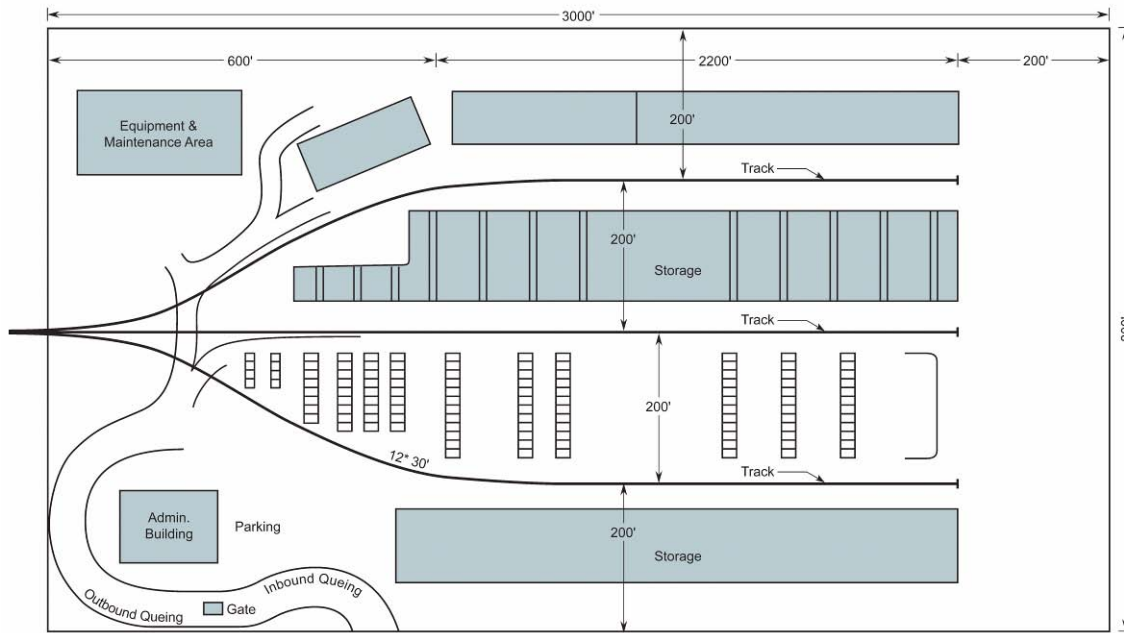 3000'
600'
2200'
200'
Equipment &
Maintenance Area
200'
Track
200'
Storage
Track
200'
12* 30'
Track
Admin.
Building
Parking
200'
Storage
Inbound Queing
Outbound Queing
Gate